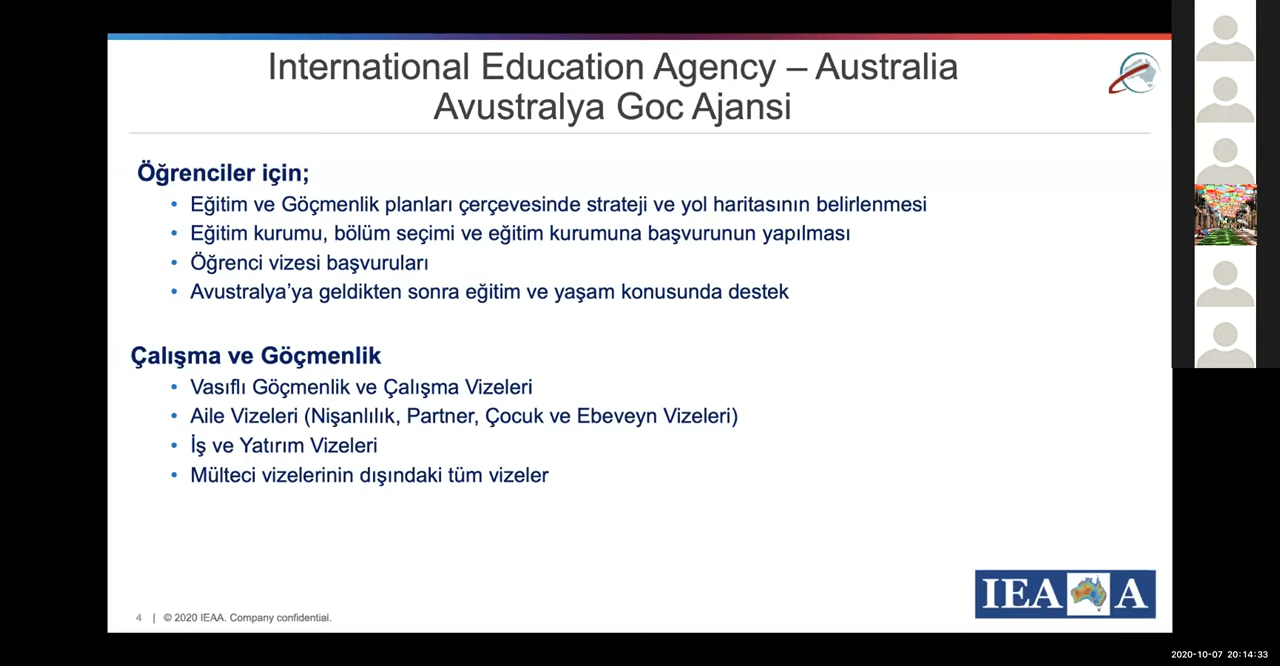 International Education Agency – Australia
Avustralya Goc Ajansi
Öğrenciler için;
• Eğitim ve Göçmenlik planları çerçevesinde strateji ve yol haritasının belirlenmesi
• Eğitim kurumu, bölüm seçimi ve eğitim kurumuna başvurunun yapılması
• Öğrenci vizesi başvuruları
• Avustralya’ya geldikten sonra eğitim ve yaşam konusunda destek
Çalışma ve Göçmenlik
• Vasıflı Göçmenlik ve Çalışma Vizeleri
• Aile Vizeleri (Nişanlılık, Partner, Çocuk ve Ebeveyn Vizeleri)
• İş ve Yatırım Vizeleri
• Mülteci vizelerinin dışındaki tüm vizeler
IEA A
4 | © 2020 IEAA. Company confidential.
2020-10-07 20:14:33